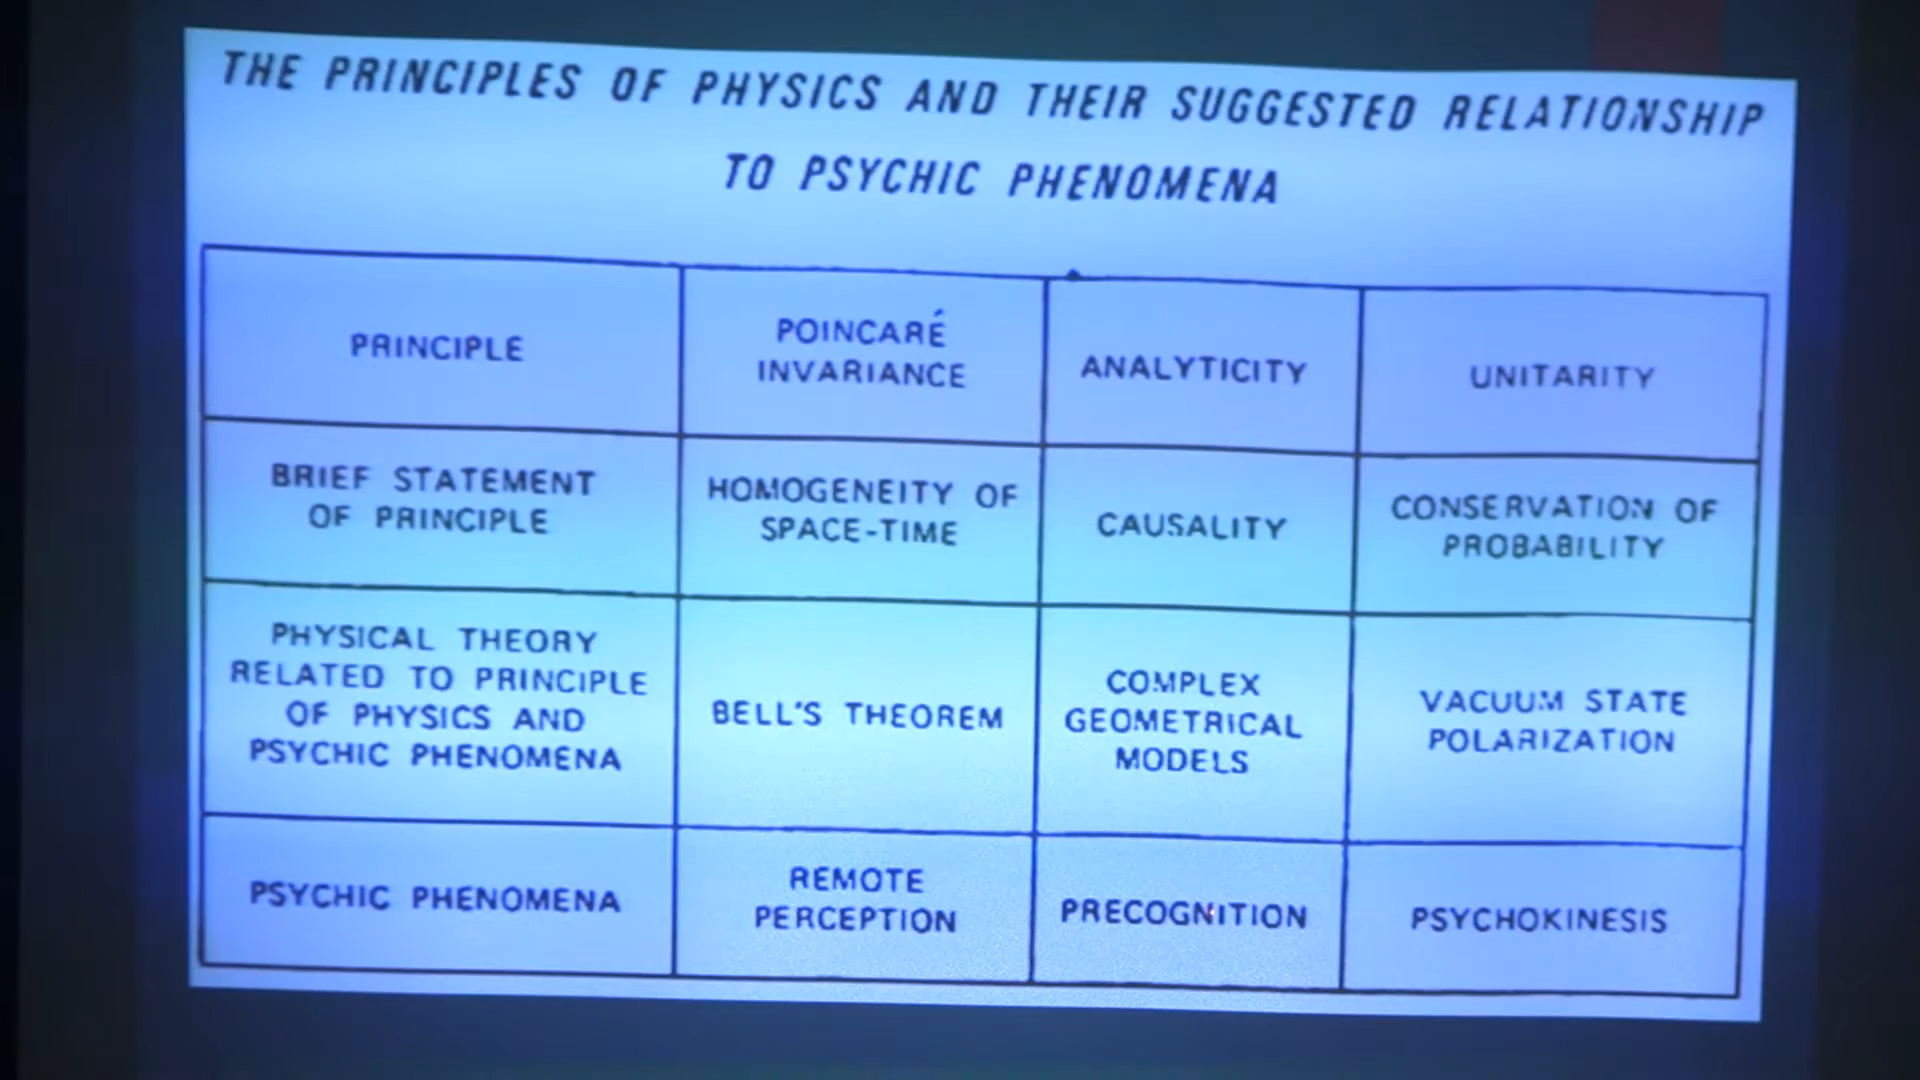 THE PRINCIPLES OF PHYSICS AND THEIR SUGGESTED RELATIONSHIP
TO PSYCHIC PHENOMENA
PRINCIPLE
POINCARÉ
INVARIANCE
ANALYTICITY
UNITARITY
BRIEF STATEMENT
OF PRINCIPLE
HOMOGENEITY OF
SPACE-TIME
CAUSALITY
CONSERVATION OF
PROBABILITY
PHYSICAL THEORY
RELATED TO PRINCIPLE
OF PHYSICS AND
PSYCHIC PHENOMENA
BELL'S THEOREM
COMPLEX
GEOMETRICAL
MODELS
VACUUM STATE
POLARIZATION
PSYCHIC PHENOMENA
REMOTE
PERCEPTION
PRECOGNITION
PSYCHOKINESIS